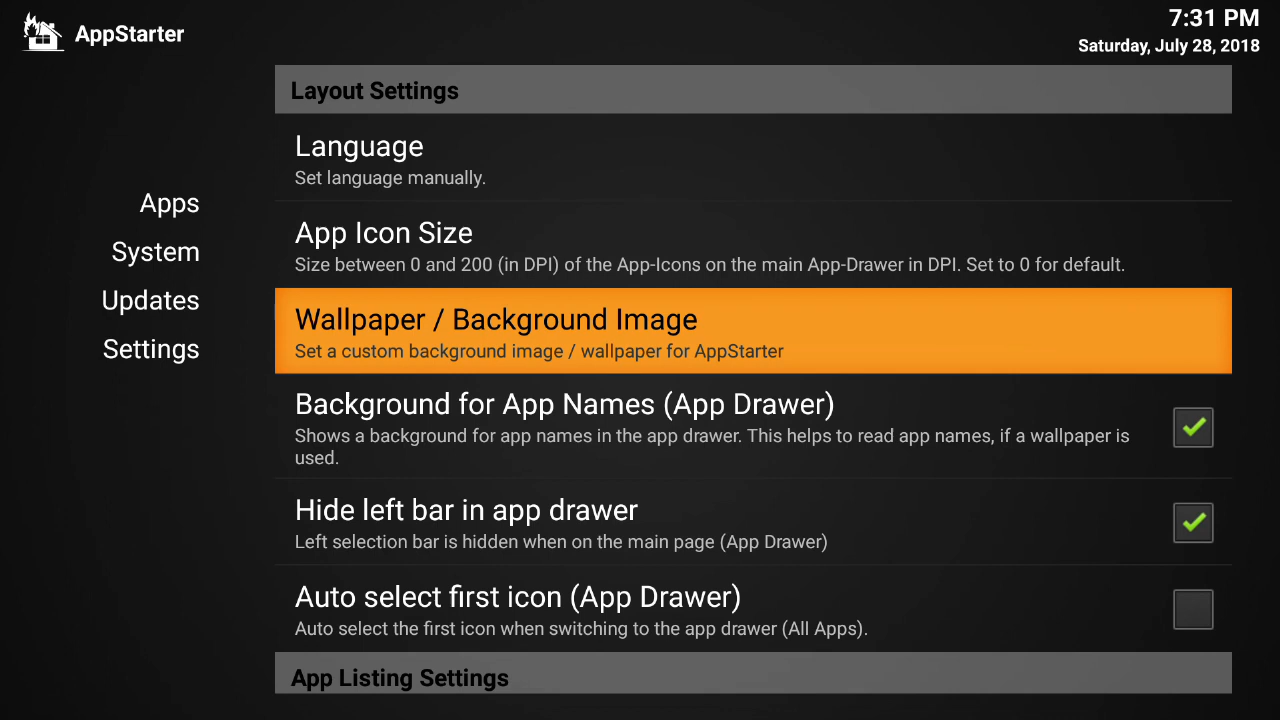 AppStarter
7:31 PM
Saturday, July 28, 2018
Apps
System
Updates
Settings
Layout Settings
Language
Set language manually.
App Icon Size
Size between 0 and 200 (in DPI) of the App-Icons on the main App-Drawer in DPI. Set to 0 for default.
Wallpaper / Background Image
Set a custom background image / wallpaper for AppStarter
Background for App Names (App Drawer)
Shows a background for app names in the app drawer. This helps to read app names, if a wallpaper is
used.
Hide left bar in app drawer
Left selection bar is hidden when on the main page (App Drawer)
Auto select first icon (App Drawer)
Auto select the first icon when switching to the app drawer (All Apps).
App Listing Settings